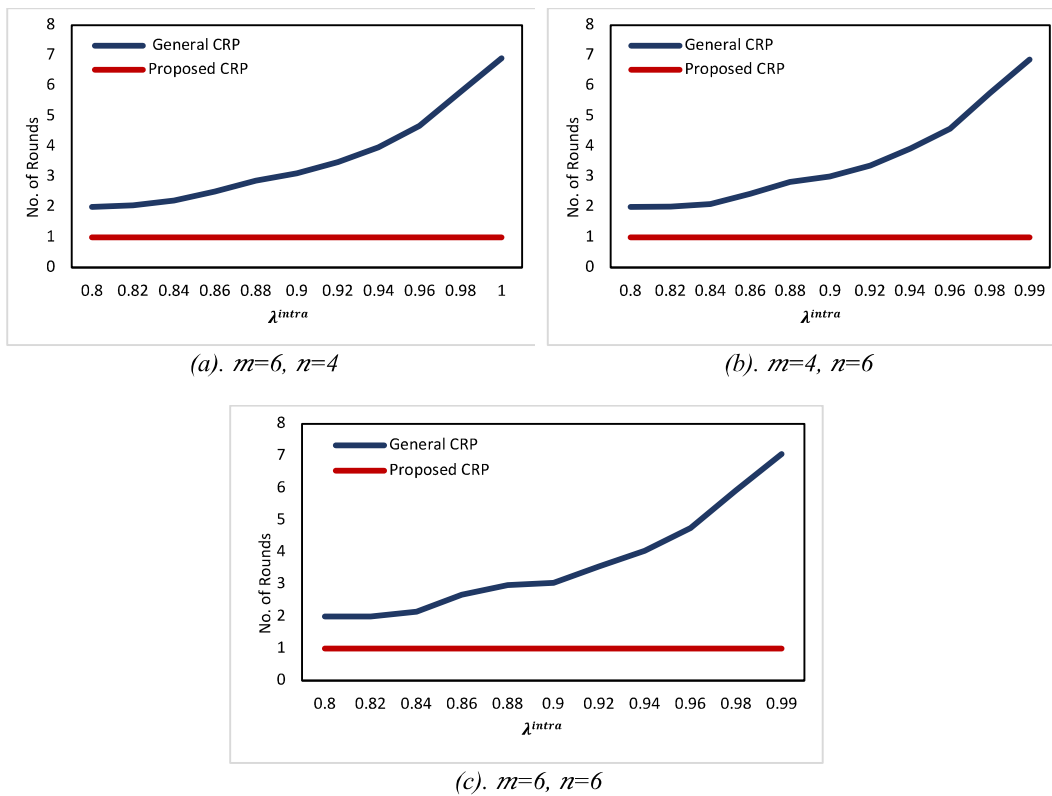 8
7
6
5
4
3
2
1
0
No. of Rounds
General CRP
Proposed CRP
0.8 0.82 0.84 0.86 0.88 0.9 0.92 0.94 0.96 0.98 1
λ^intra
(a). m=6, n=4
8
7
6
5
4
3
2
1
0
No. of Rounds
General CRP
Proposed CRP
0.8 0.82 0.84 0.86 0.88 0.9 0.92 0.94 0.96 0.98 0.99
λ^intra
(b). m=4, n=6
8
7
6
5
4
3
2
1
0
No. of Rounds
General CRP
Proposed CRP
0.8 0.82 0.84 0.86 0.88 0.9 0.92 0.94 0.96 0.98 0.99
λ^intra
(c). m=6, n=6